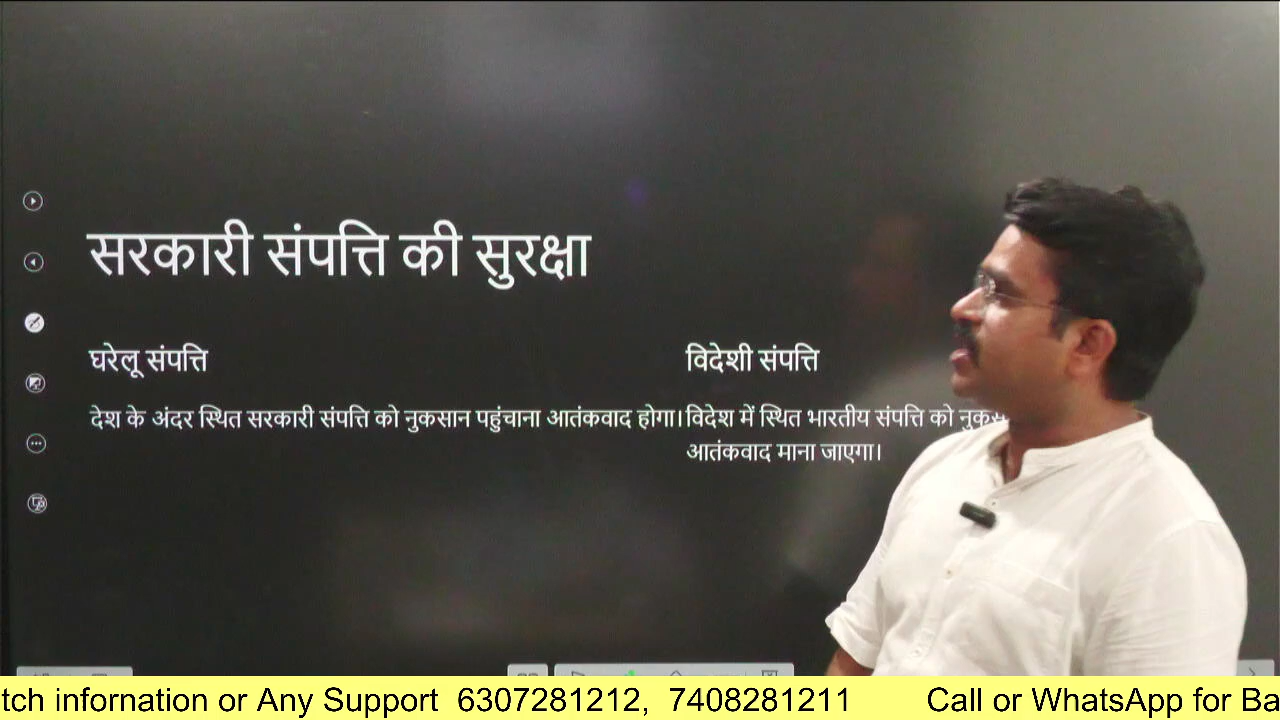 सरकारी संपत्ति की सुरक्षा
घरेलू संपत्ति
देश के अंदर स्थित सरकारी संपत्ति को नुकसान पहुंचाना आतंकवाद होगा।
विदेशी संपत्ति
विदेश में स्थित भारतीय संपत्ति को
आतंकवाद माना जाएगा।
tch infornation or Any Support 6307281212, 7408281211 Call or WhatsApp for Ba